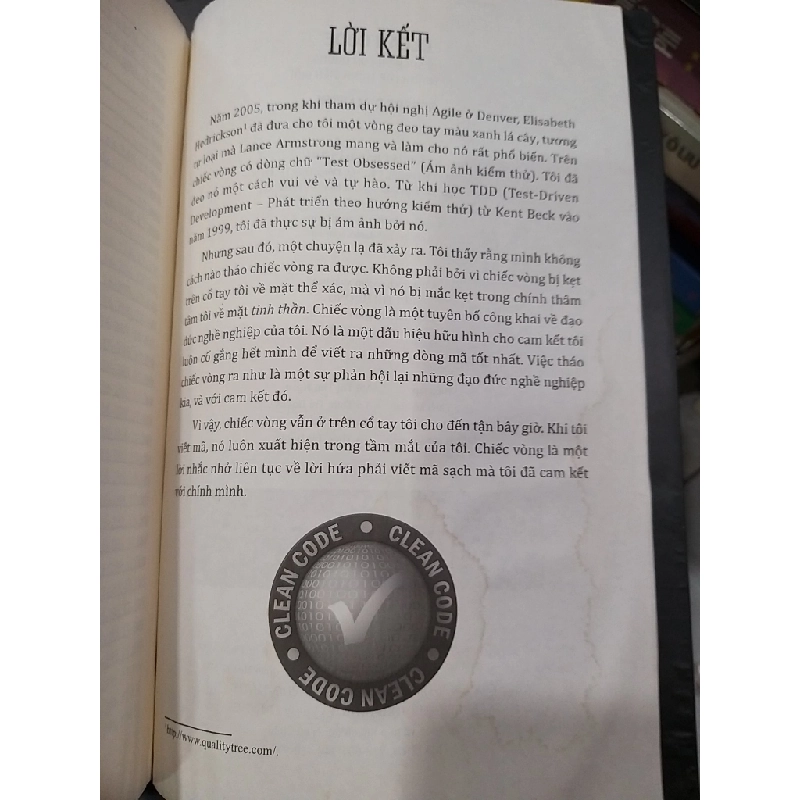 LỜI KẾT
Năm 2005, trong khi tham dự hội nghị Agile ở Denver, Elisabeth
Hedrickson¹ đã đưa cho tôi một vòng đeo tay màu xanh lá cây, tương
tự loại mà Lance Armstrong mang và làm cho nó rất phổ biến. Trên
chiếc vòng có dòng chữ "Test Obsessed" (Ám ảnh kiểm thử). Tôi đã
đeo nó một cách vui vẻ và tự hào. Từ khi học TDD (Test-Driven
Development – Phát triển theo hướng kiểm thử) từ Kent Beck vào
năm 1999, tôi đã thực sự bị ám ảnh bởi nó.
Nhưng sau đó, một chuyện lạ đã xảy ra. Tôi thấy rằng mình không
cách nào tháo chiếc vòng ra được. Không phải bởi vì chiếc vòng bị kẹt
trên cổ tay tôi về mặt thể xác, mà vì nó bị mắc kẹt trong chính thâm
tâm tôi về mặt tinh thần. Chiếc vòng là một tuyên bố công khai về đạo
đức nghề nghiệp của tôi. Nó là một dấu hiệu hữu hình cho cam kết tôi
luôn cố gắng hết mình để viết ra những dòng mã tốt nhất. Việc tháo
chiếc vòng ra như là một sự phản hội lại những đạo đức nghề nghiệp
kia, và với cam kết đó.
Vì vậy, chiếc vòng vẫn ở trên cổ tay tôi cho đến tận bây giờ. Khi tôi
viết mã, nó luôn xuất hiện trong tầm mắt của tôi. Chiếc vòng là một
lời nhắc nhở liên tục về lời hứa phải viết mã sạch mà tôi đã cam kết
với chính mình.
CLEAN CODE • CLEAN CODE • CLEAN CODE • CLEAN CODE •
¹ http://www.qualitytree.com/.